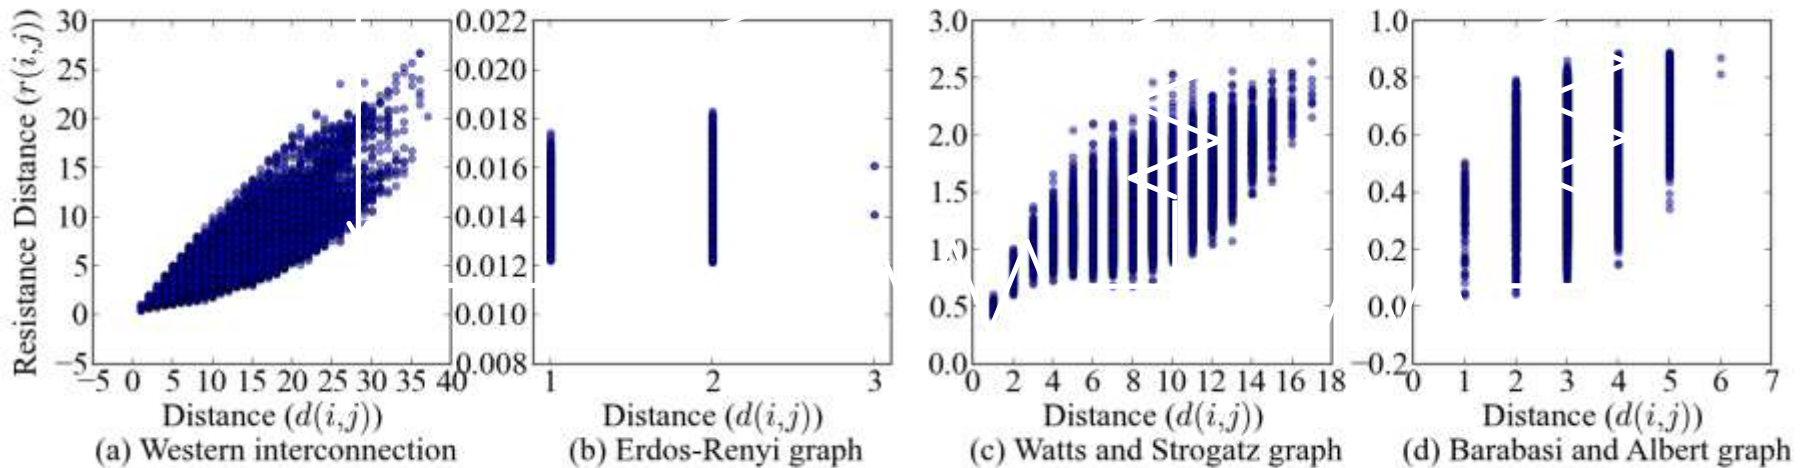 Resistance Distance (r(i,j))
30
25
20
15
10
5
0
−5
−5 0 5 10 15 20 25 30 35 40
Distance (d(i,j))
(a) Western interconnection
0.022
0.020
0.018
0.016
0.014
0.012
0.010
0.008
1 2 3
Distance (d(i,j))
(b) Erdos-Renyi graph
3.0
2.5
2.0
1.5
1.0
0.5
0.0
0 2 4 6 8 10 12 14 16 18
Distance (d(i,j))
(c) Watts and Strogatz graph
1.0
0.8
0.6
0.4
0.2
0.0
−0.2
0 1 2 3 4 5 6 7
Distance (d(i,j))
(d) Barabasi and Albert graph